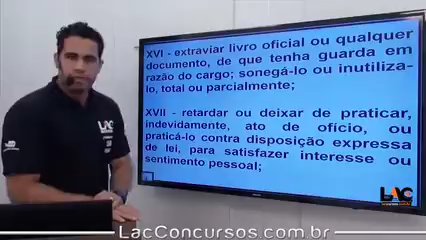 XVI - extraviar livro oficial ou qualquer
documento, de que tenha guarda em
razão do cargo; sonegá-lo ou inutiliza-
lo, total ou parcialmente;
XVII - retardar ou deixar de praticar,
indevidamente, ato de ofício, ou
praticá-lo contra disposição expressa
de lei, para satisfazer interesse ou
sentimento pessoal;
LAC
LAC
LacConcursos.com.br